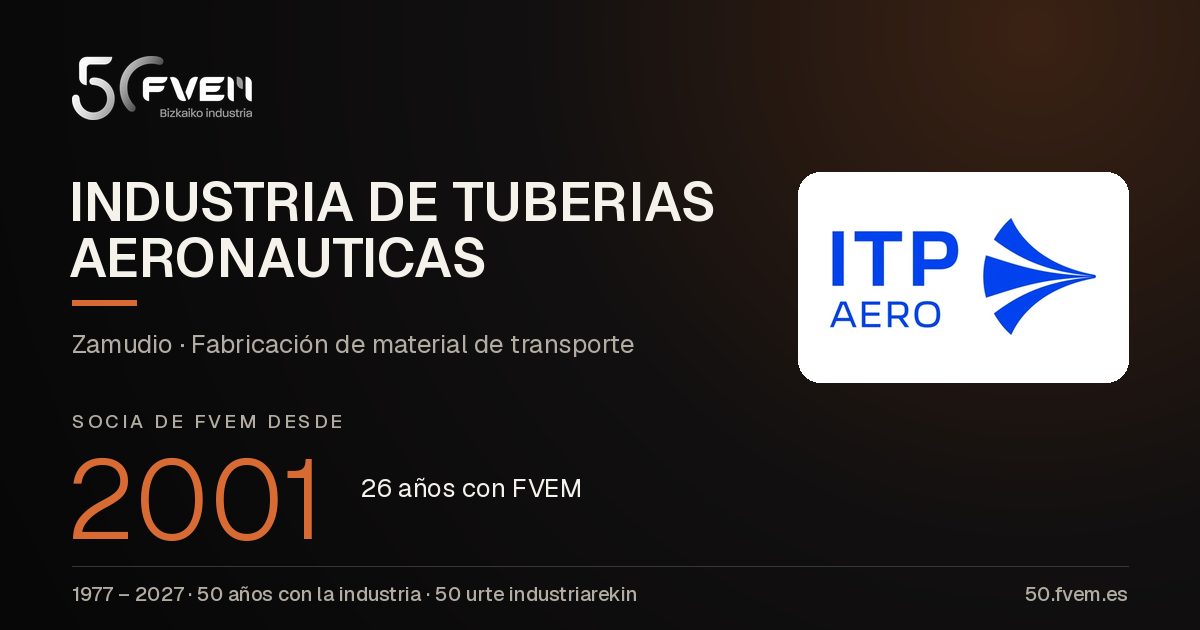 50 FVEM
Bizkaiko industria
INDUSTRIA DE TUBERIAS
AERONAUTICAS
ITP
AERO
Zamudio · Fabricación de material de transporte
SOCIA DE FVEM DESDE
2001
26 años con FVEM
1977 – 2027 · 50 años con la industria · 50 urte industriarekin
50.fvem.es